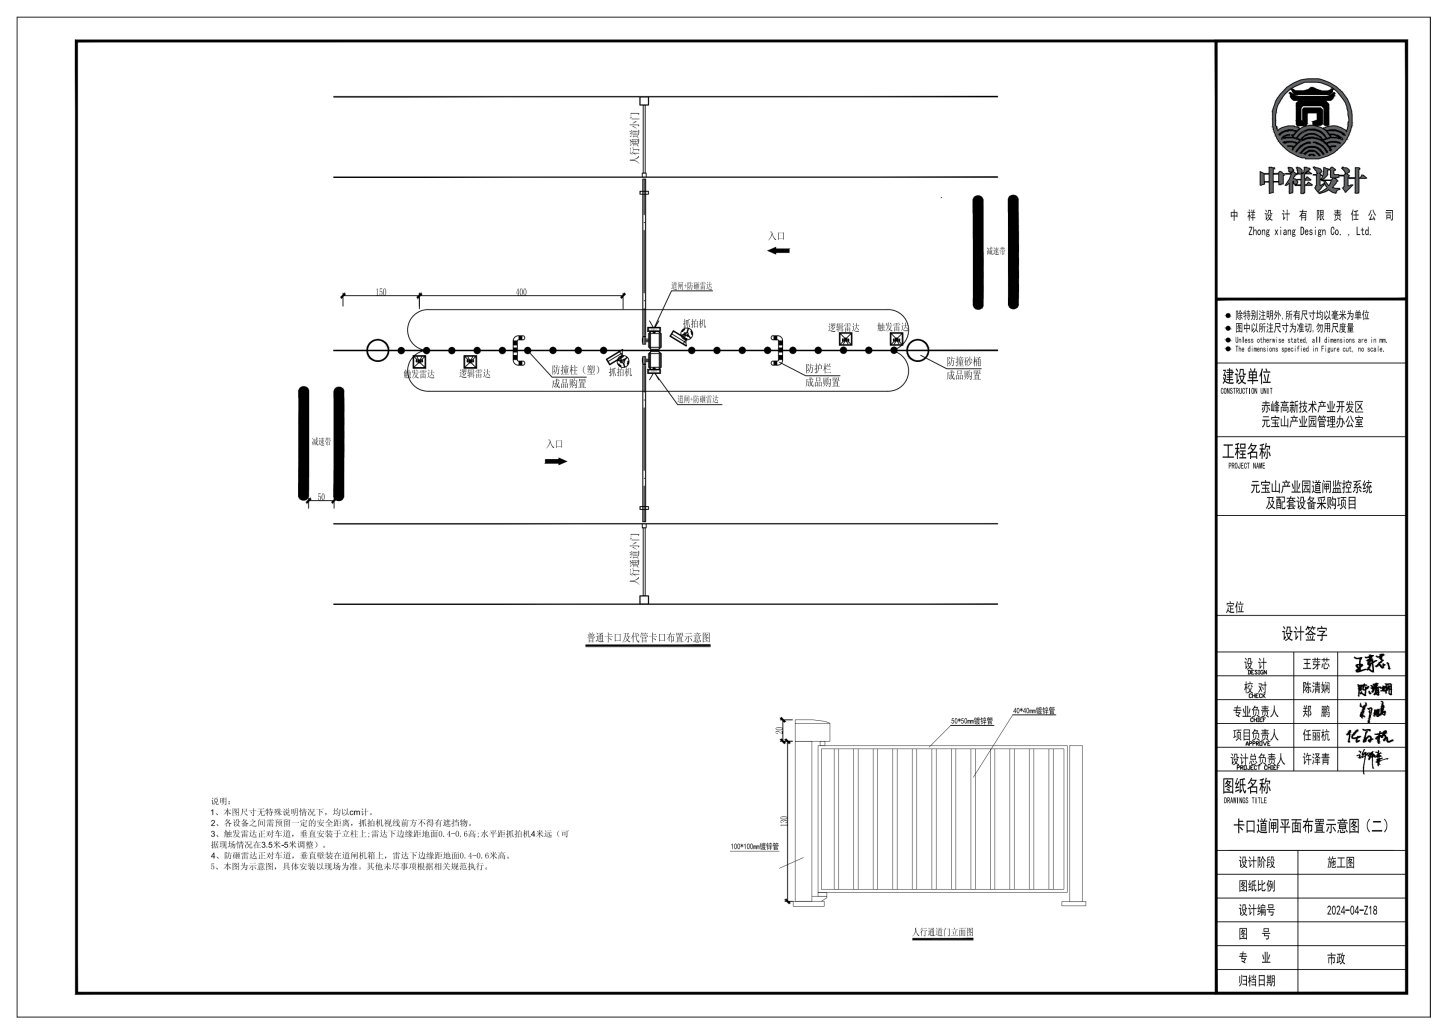 人行通道小门
入口
减速带
150
400
道闸+防砸雷达
抓拍机
逻辑雷达
触发雷达
触发雷达
逻辑雷达
防撞柱（塑）
成品购置
抓拍机
防护栏
成品购置
防撞砂桶
成品购置
道闸+防砸雷达
减速带
入口
50
人行通道小门
普通卡口及代管卡口布置示意图
说明：
1、本图尺寸无特殊说明情况下，均以cm计。
2、各设备之间需预留一定的安全距离，抓拍机视线前方不得有遮挡物。
3、触发雷达正对车道，垂直安装于立柱上;雷达下边缘距地面0.4-0.6高;水平距抓拍机4米远（可
据现场情况在3.5米-5米调整）。
4、防砸雷达正对车道，垂直壁装在道闸机箱上，雷达下边缘距地面0.4-0.6米高。
5、本图为示意图，具体安装以现场为准。其他未尽事项根据相关规范执行。
40*40mm镀锌管
50*50mm镀锌管
20
130
100*100mm镀锌管
人行通道门立面图
中祥设计
中祥设计有限责任公司
Zhong xiang Design Co. , Ltd.
● 除特别注明外,所有尺寸均以毫米为单位
● 图中以所注尺寸为准切,勿用尺度量
● Unless otherwise stated, all dimensions are in mm.
● The dimensions specified in Figure cut, no scale.
建设单位
CONSTRUCTION UNIT
赤峰高新技术产业开发区
元宝山产业园管理办公室
工程名称
PROJECT NAME
元宝山产业园道闸监控系统
及配套设备采购项目
定位
设计签字
设 计 王芽芯 王芽芯
DESIGN
校 对 陈清娴 陈清娴
CHECK
专业负责人 郑 鹏 郑鹏
CHIEF
项目负责人 任丽杭 任丽杭
APPROVE
设计总负责人 许泽青 许泽青
PROJECT CHIEF
图纸名称
DRAWINGS TITLE
卡口道闸平面布置示意图（二）
设计阶段 施工图
图纸比例
设计编号 2024-04-Z18
图 号
专 业 市政
归档日期